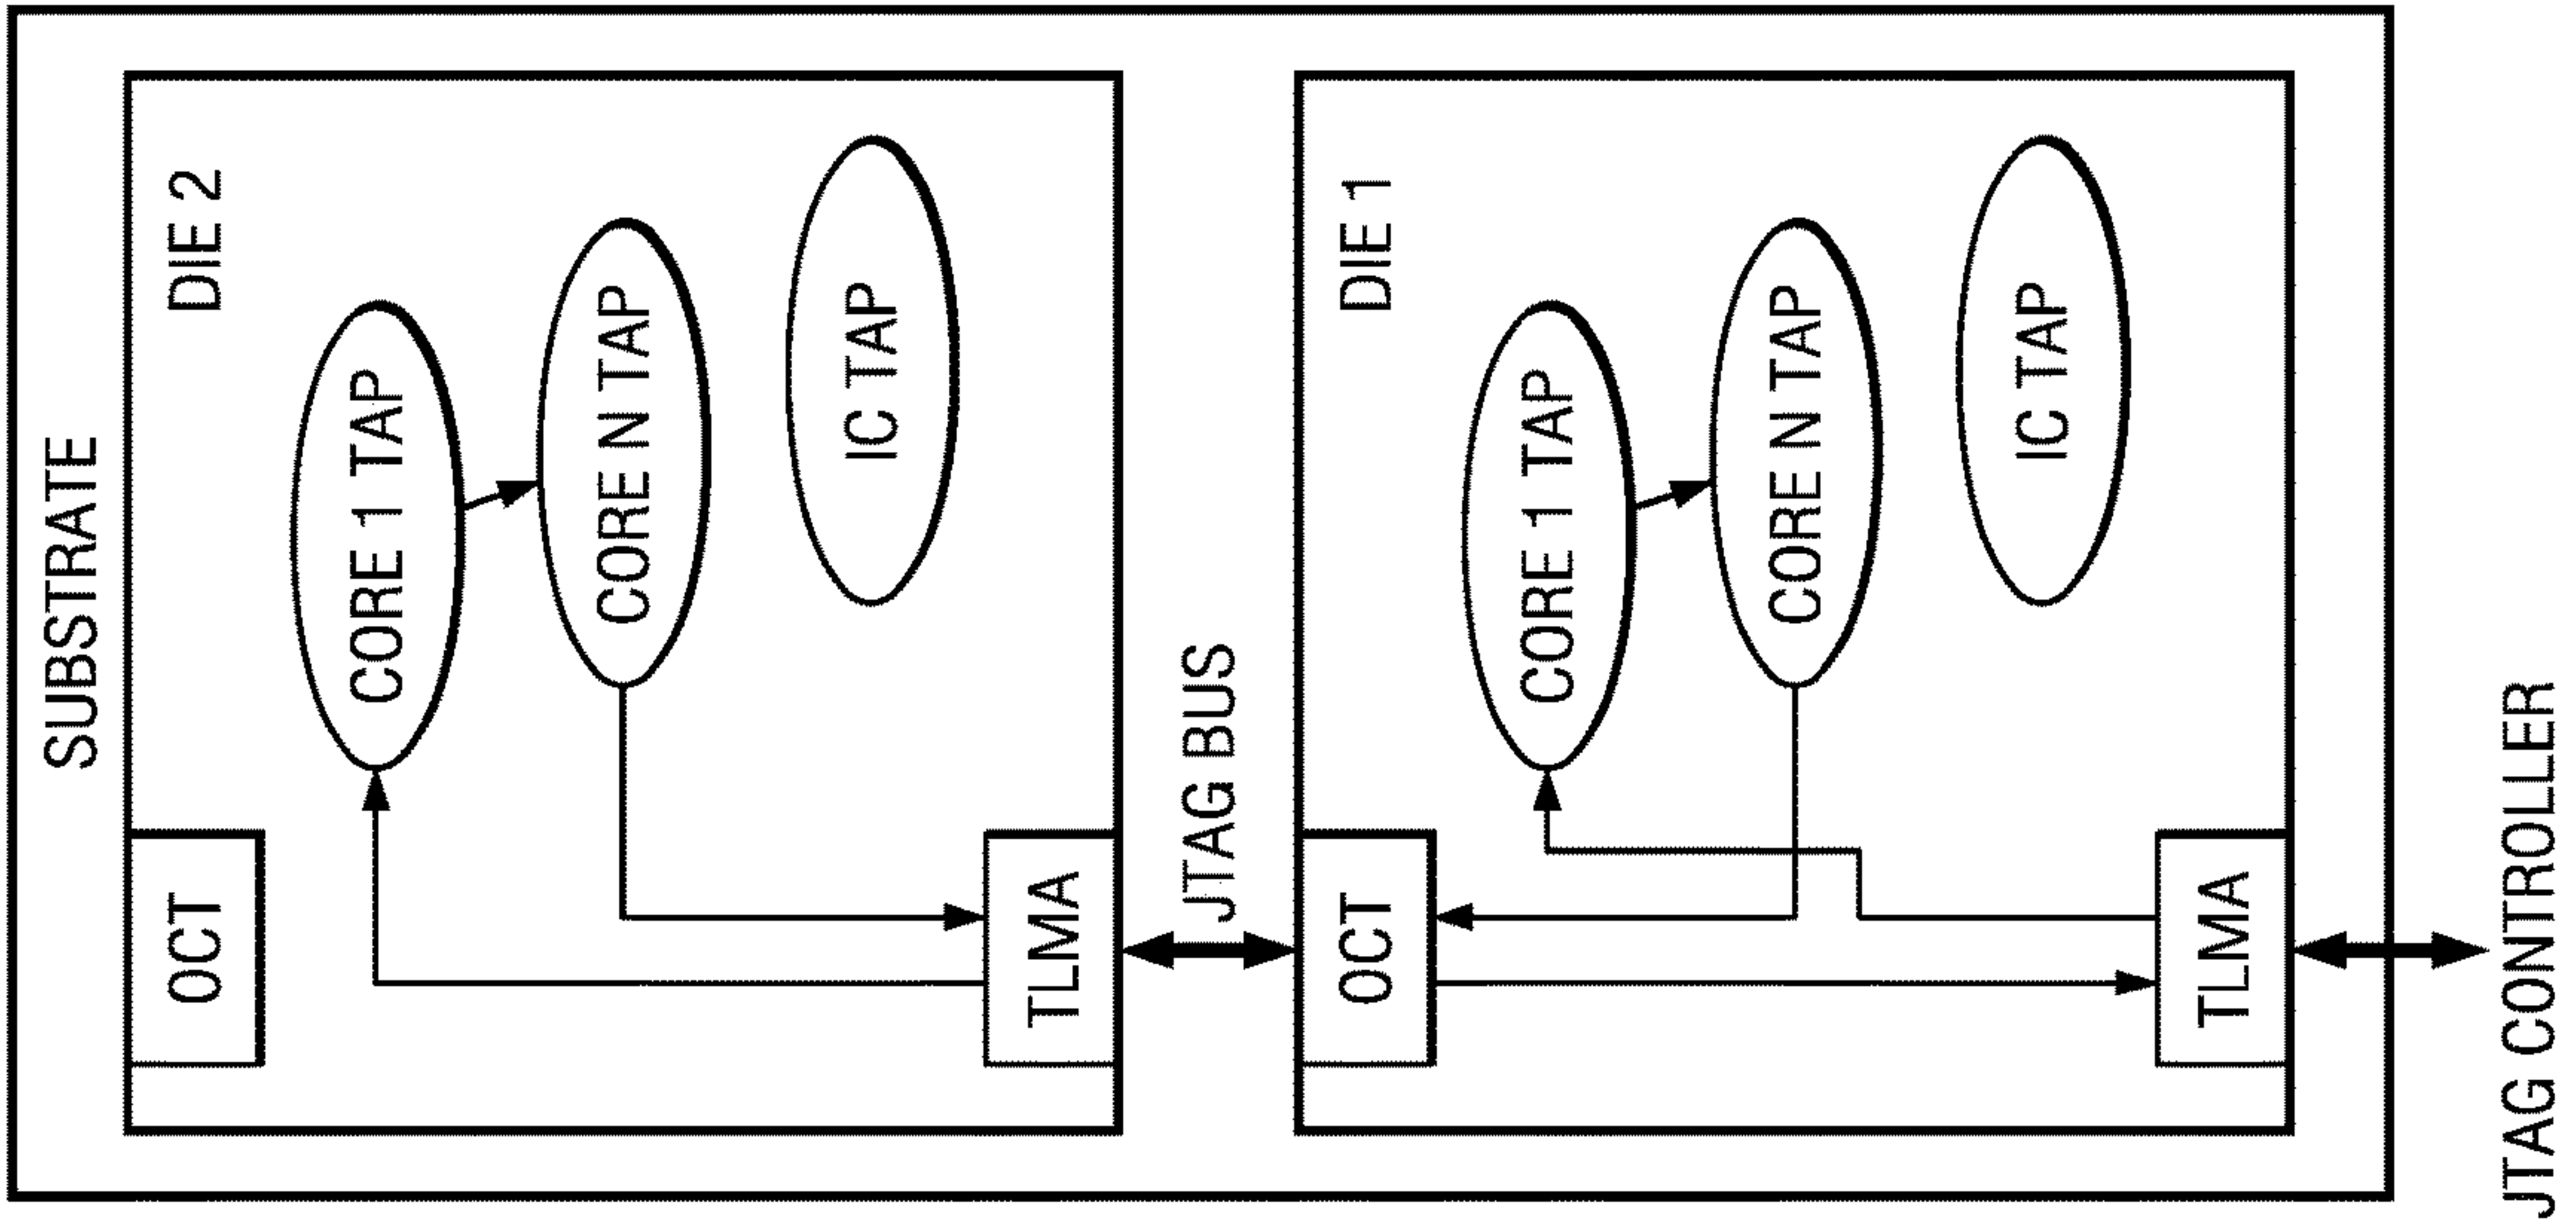 SUBSTRATE
DIE 2
OCT
CORE 1 TAP
CORE N TAP
IC TAP
TLMA
JTAG BUS
DIE 1
OCT
CORE 1 TAP
CORE N TAP
IC TAP
TLMA
JTAG CONTROLLER